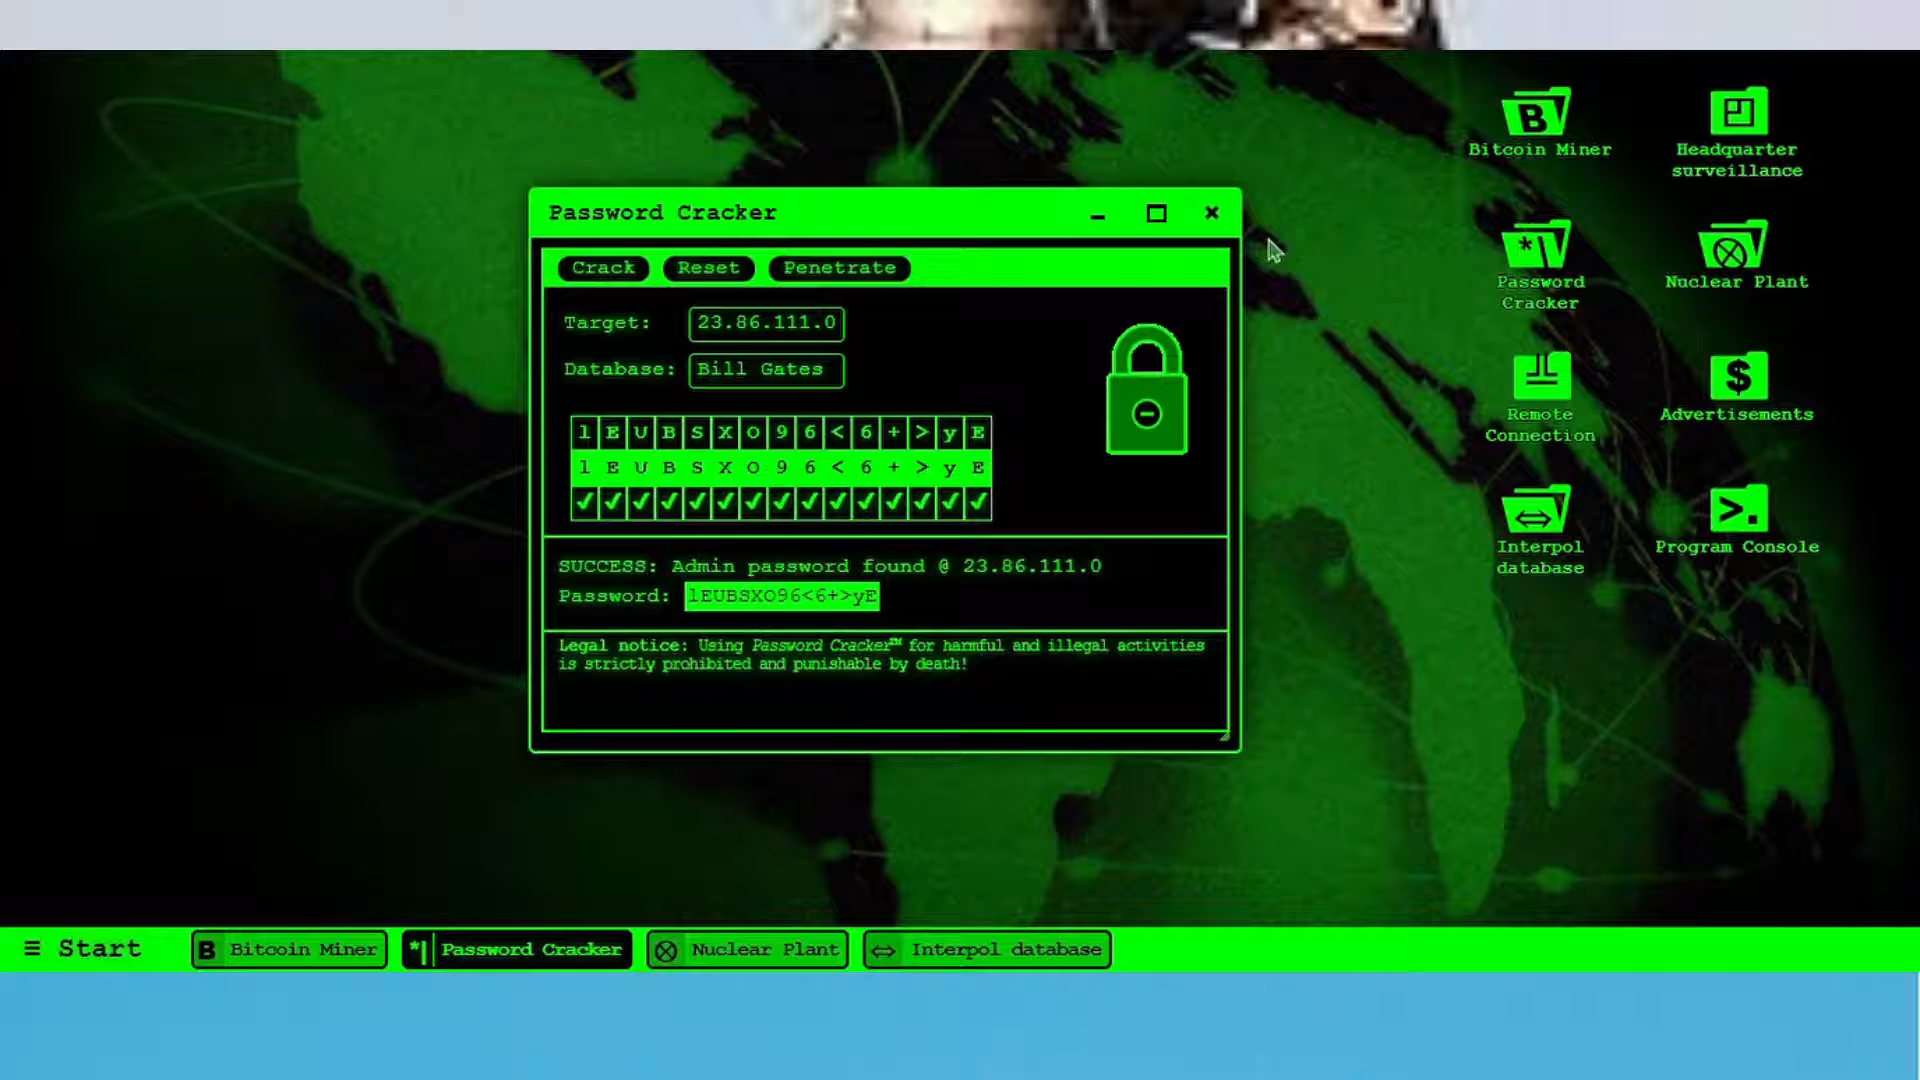 Bitcoin Miner
Headquarter
surveillance
Password Cracker
Crack Reset Penetrate
Target: 23.86.111.0
Database: Bill Gates
l E U B S X O 9 6 < 6 + > y E
l E U B S X O 9 6 < 6 + > y E
✓ ✓ ✓ ✓ ✓ ✓ ✓ ✓ ✓ ✓ ✓ ✓ ✓ ✓ ✓
SUCCESS: Admin password found @ 23.86.111.0
Password: lEUBSXO96<6+>yE
Legal notice: Using Password Cracker™ for harmful and illegal activities
is strictly prohibited and punishable by death!
Password
Cracker
Nuclear Plant
Remote
Connection
Advertisements
Interpol
database
Program Console
Start Bitcoin Miner Password Cracker Nuclear Plant Interpol database